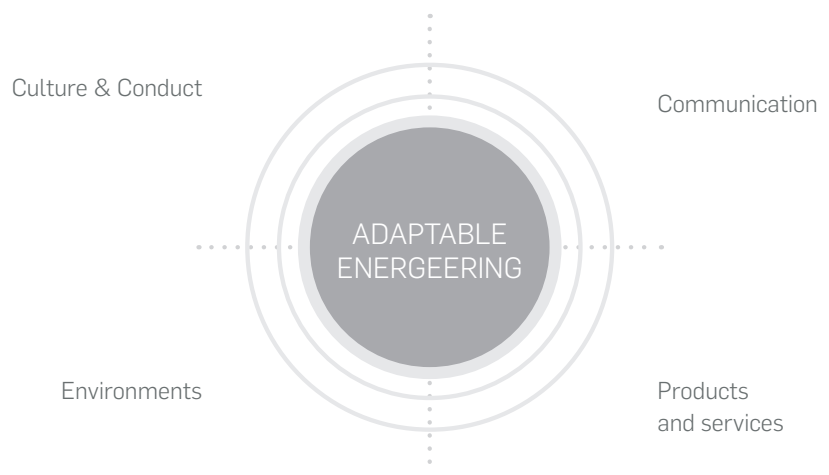 Culture & Conduct
Communication
ADAPTABLE
ENERGEERING
Environments
Products
and services